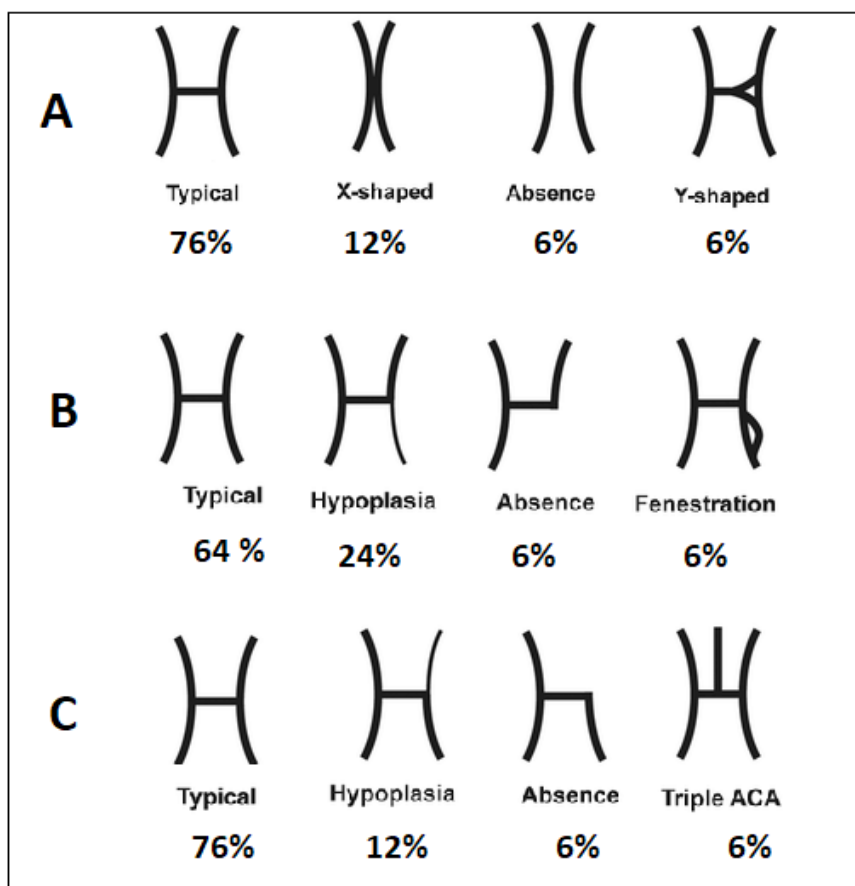 A
Typical X-shaped Absence Y-shaped
76% 12% 6% 6%
B
Typical Hypoplasia Absence Fenestration
64 % 24% 6% 6%
C
Typical Hypoplasia Absence Triple ACA
76% 12% 6% 6%